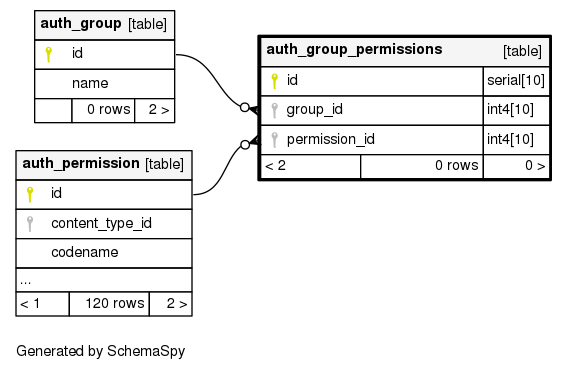 auth_group [table]
id
name
0 rows 2 >
auth_group_permissions [table]
id serial[10]
group_id int4[10]
permission_id int4[10]
< 2 0 rows 0 >
auth_permission [table]
id
content_type_id
codename
...
< 1 120 rows 2 >
Generated by SchemaSpy